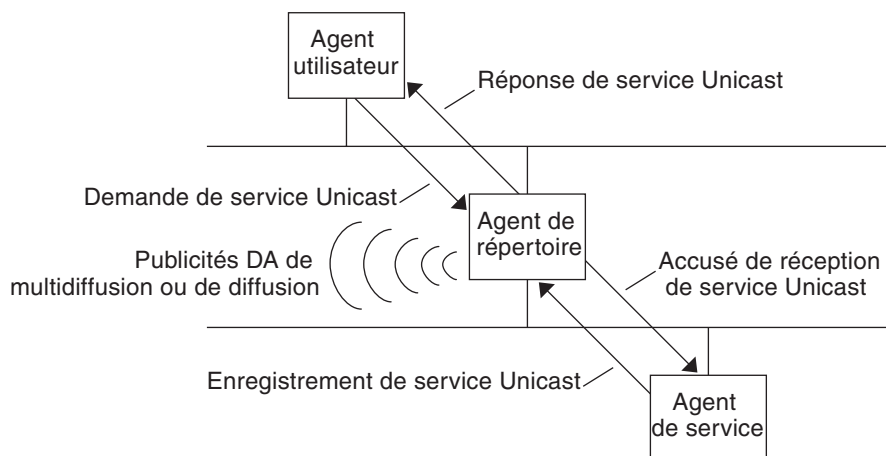 Agent
utilisateur
Réponse de service Unicast
Demande de service Unicast
Agent de
répertoire
Publicités DA de
multidiffusion ou de diffusion
Accusé de réception
de service Unicast
Enregistrement de service Unicast
Agent
de service